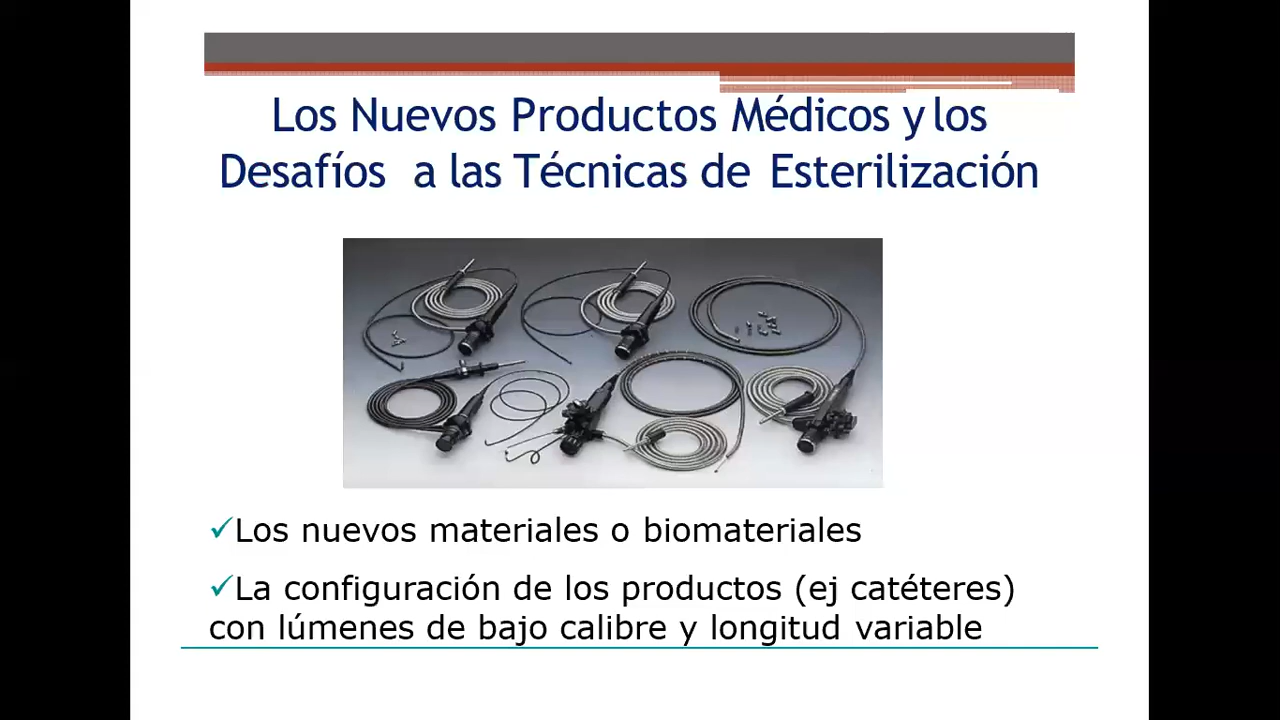 Los Nuevos Productos Médicos y los
Desafíos a las Técnicas de Esterilización
✓Los nuevos materiales o biomateriales
✓La configuración de los productos (ej catéteres)
con lúmenes de bajo calibre y longitud variable